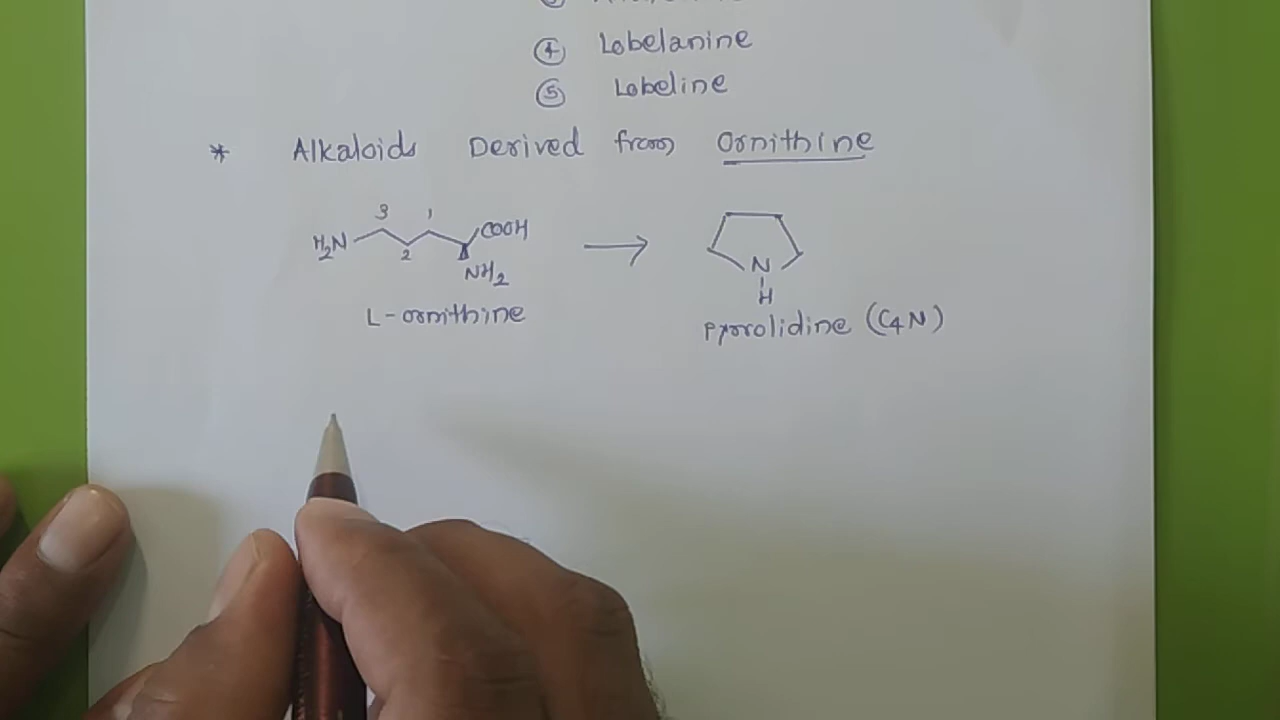 ④ Lobelanine
⑤ Lobeline
* Alkaloids Derived from Ornithine
H₂N 3 2 1 COOH
NH₂
N
H
L-ornithine
Pyrrolidine (C₄N)